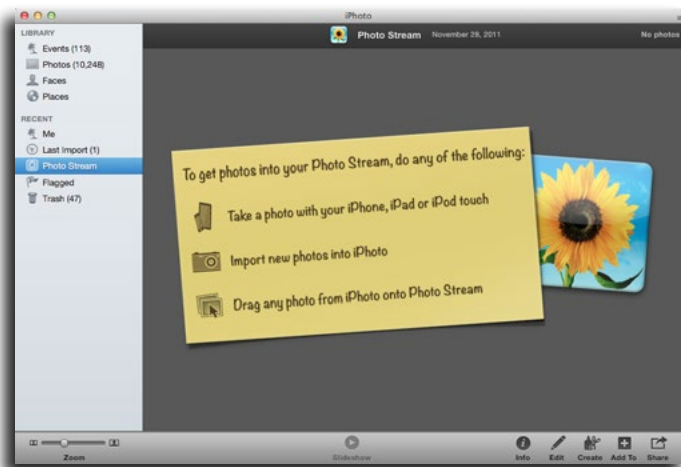 iPhoto
LIBRARY
Events (113)
Photos (10,248)
Faces
Places
RECENT
Me
Last Import (1)
Photo Stream
Flagged
Trash (47)
Photo Stream November 28, 2011 No photos
To get photos into your Photo Stream, do any of the following:
Take a photo with your iPhone, iPad or iPod touch
Import new photos into iPhoto
Drag any photo from iPhoto onto Photo Stream
Zoom
Slideshow
Info Edit Create Add To Share